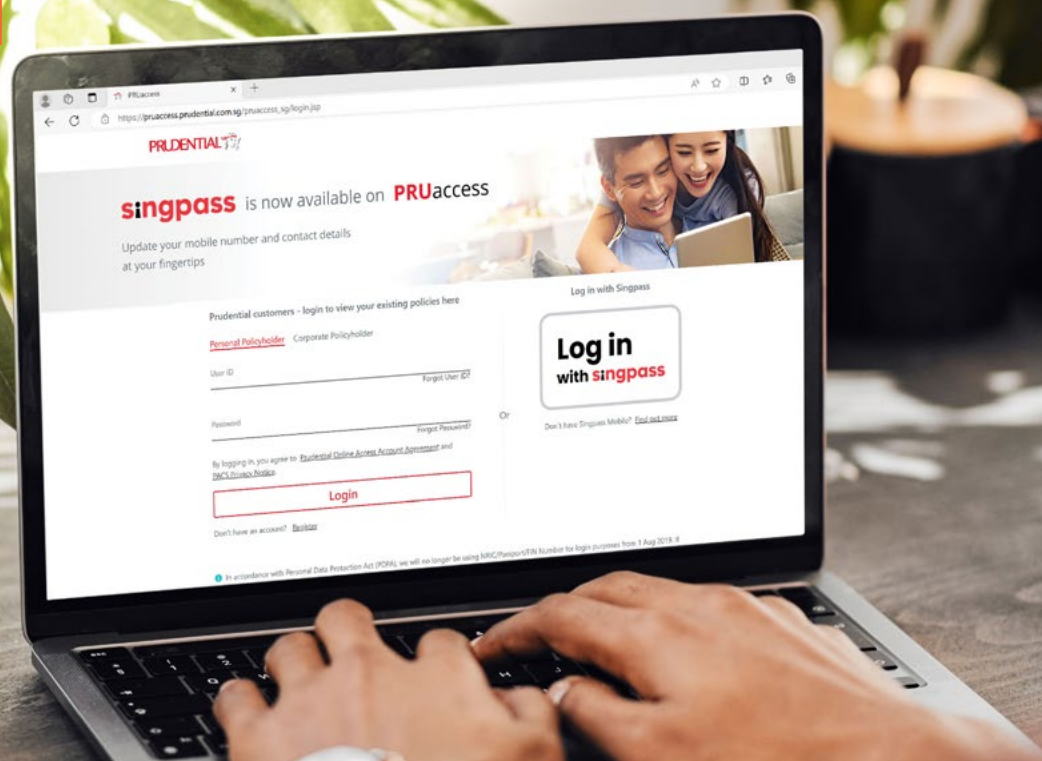 PRUaccess
https://pruaccess.prudential.com.sg/pruaccess_sg/login.jsp
PRUDENTIAL
singpass is now available on PRUaccess
Update your mobile number and contact details
at your fingertips
Prudential customers - login to view your existing policies here
Personal Policyholder Corporate Policyholder
User ID
Forgot User ID?
Password
Forgot Password?
By logging in, you agree to Prudential Online Access Account Agreement and
PACS Privacy Notice.
Login
Don't have an account? Register
Or
Log in with Singpass
Log in
with singpass
Don't have Singpass Mobile? Find out more
In accordance with Personal Data Protection Act (PDPA), we will no longer be using NRIC/Passport/FIN Number for login purposes from 1 Aug 2019. If